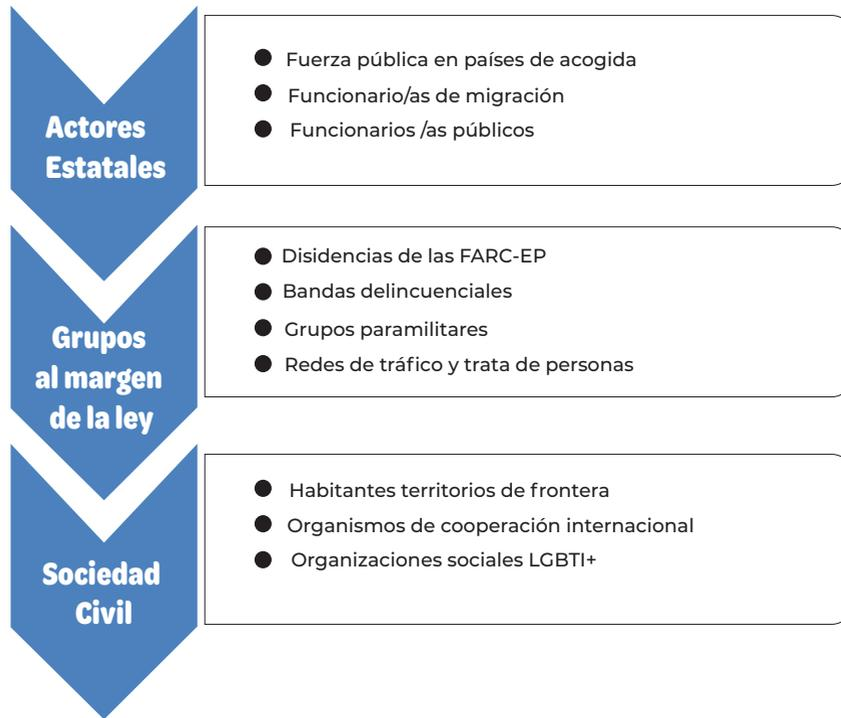 Actores
Estatales
Fuerza pública en países de acogida
Funcionario/as de migración
Funcionarios /as públicos
Grupos
al margen
de la ley
Disidencias de las FARC-EP
Bandas delincuenciales
Grupos paramilitares
Redes de tráfico y trata de personas
Sociedad
Civil
Habitantes territorios de frontera
Organismos de cooperación internacional
Organizaciones sociales LGBTI+